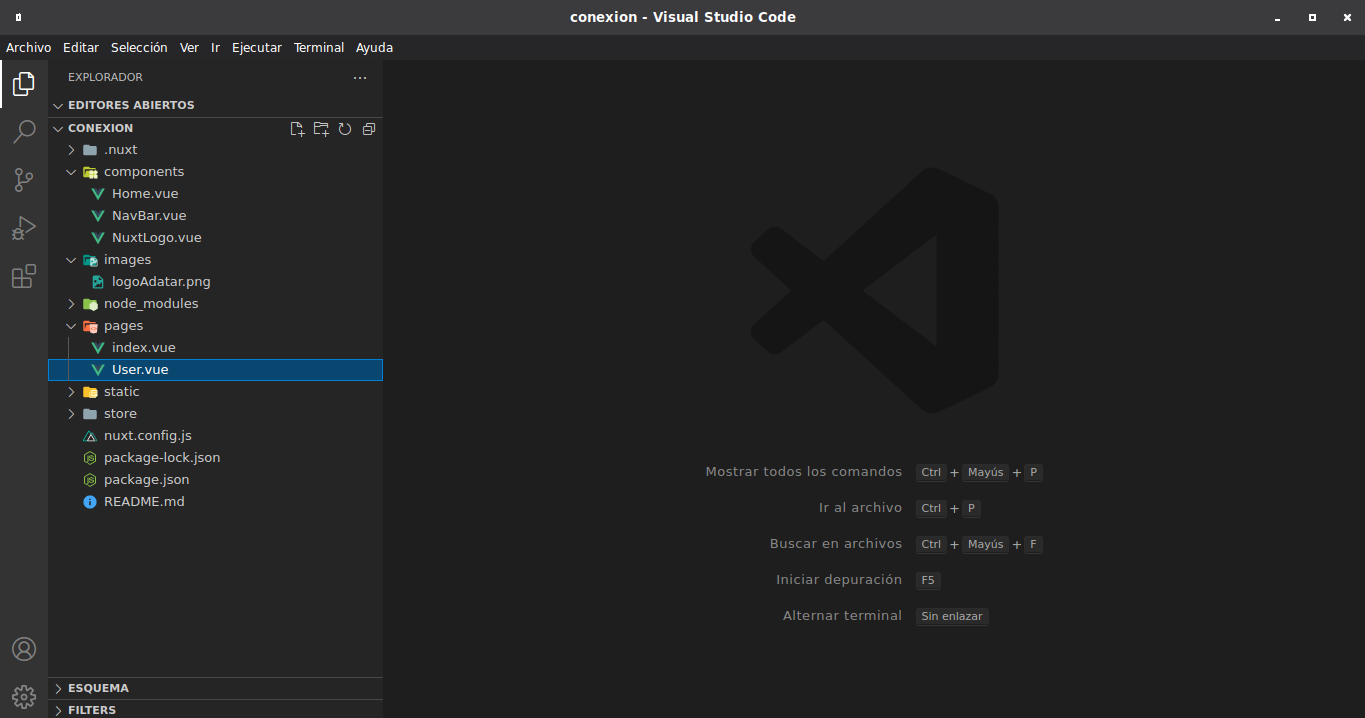 conexion - Visual Studio Code
Archivo Editar Selección Ver Ir Ejecutar Terminal Ayuda
EXPLORADOR
EDITORES ABIERTOS
CONEXION
.nuxt
components
Home.vue
NavBar.vue
NuxtLogo.vue
images
logoAdatar.png
node_modules
pages
index.vue
User.vue
static
store
nuxt.config.js
package-lock.json
package.json
README.md
ESQUEMA
FILTERS
Mostrar todos los comandos Ctrl + Mayús + P
Ir al archivo Ctrl + P
Buscar en archivos Ctrl + Mayús + F
Iniciar depuración F5
Alternar terminal Sin enlazar